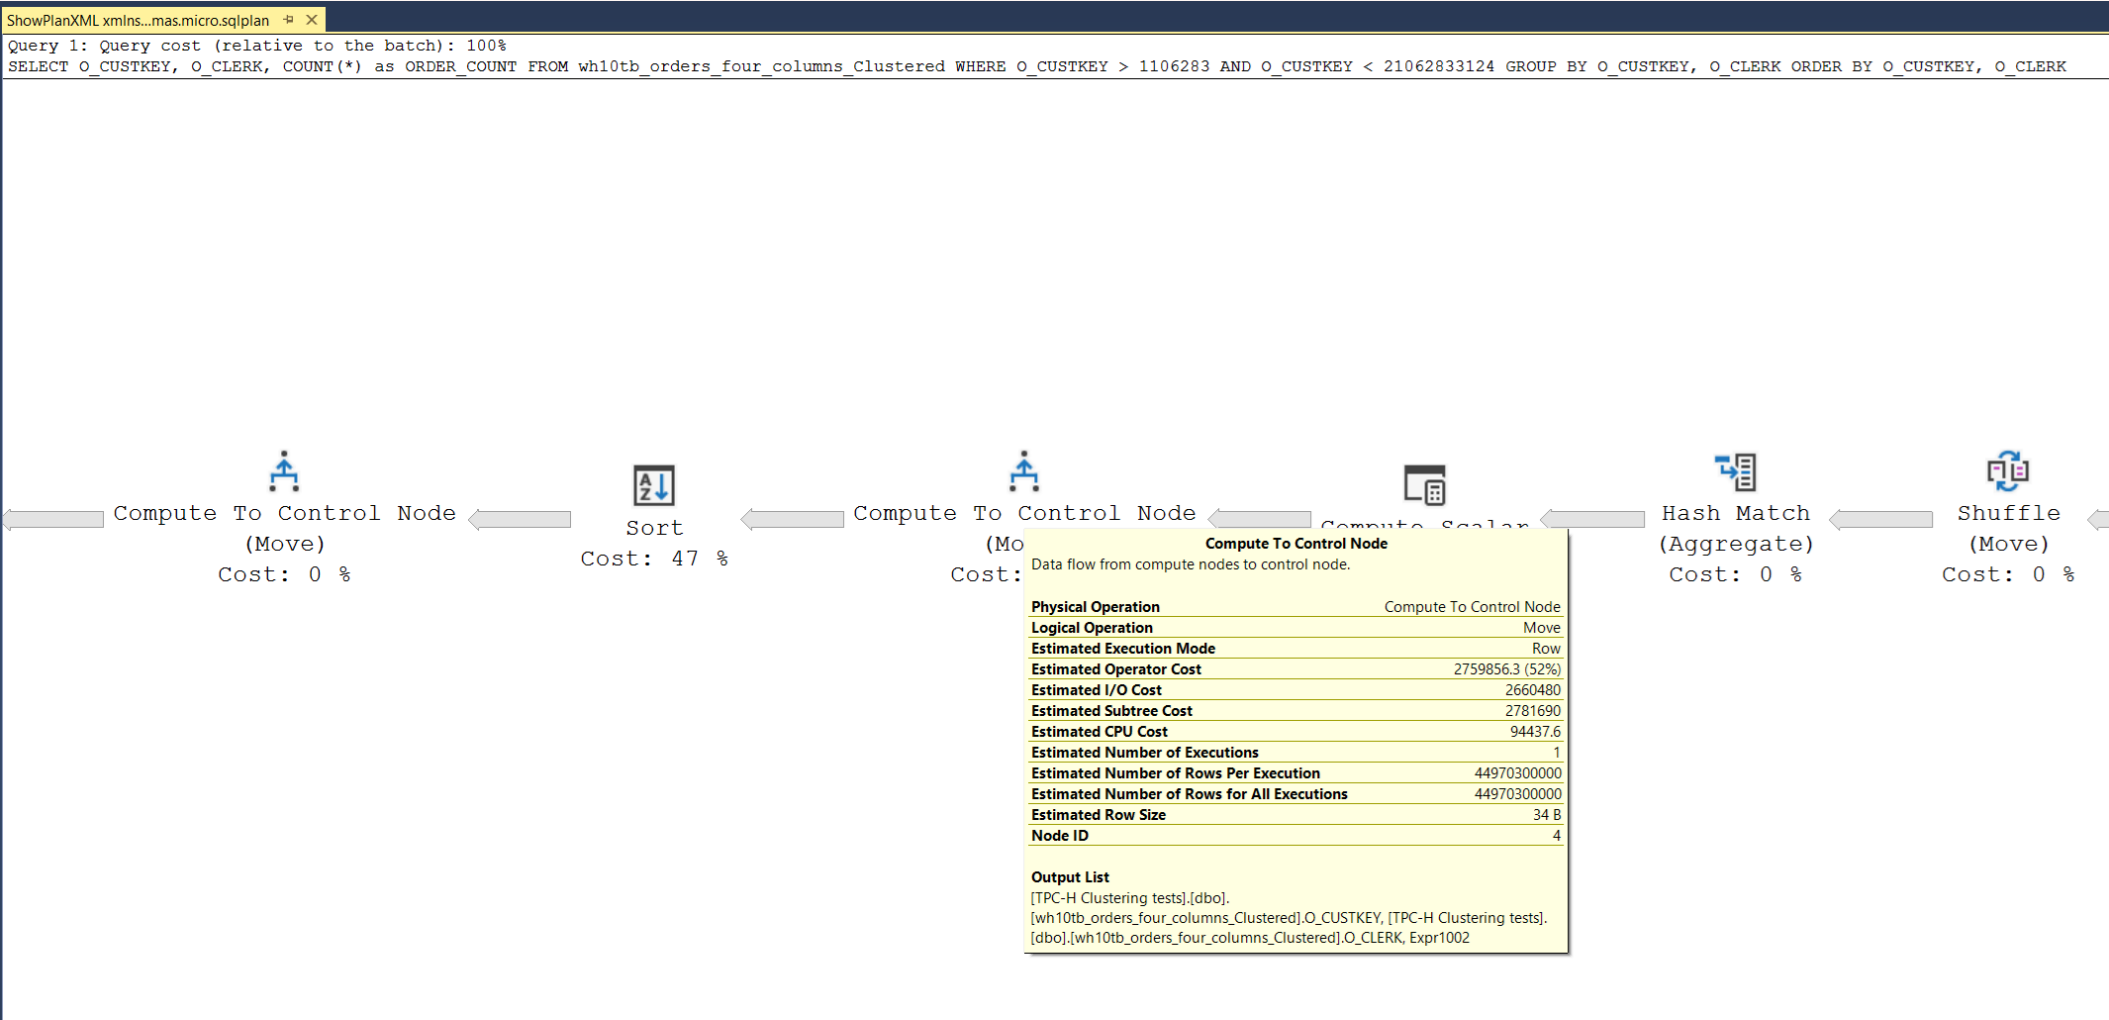 ShowPlanXML xmlns...mas.micro.sqlplan
Query 1: Query cost (relative to the batch): 100%
SELECT O_CUSTKEY, O_CLERK, COUNT(*) as ORDER_COUNT FROM wh10tb_orders_four_columns_Clustered WHERE O_CUSTKEY > 1106283 AND O_CUSTKEY < 21062833124 GROUP BY O_CUSTKEY, O_CLERK ORDER BY O_CUSTKEY, O_CLERK
Compute To Control Node
(Move)
Cost: 0 %
Sort
Cost: 47 %
Compute To Control Node
(Mo
Cost:
Compute Scalar
Hash Match
(Aggregate)
Cost: 0 %
Shuffle
(Move)
Cost: 0 %
Compute To Control Node
Data flow from compute nodes to control node.
Physical Operation Compute To Control Node
Logical Operation Move
Estimated Execution Mode Row
Estimated Operator Cost 2759856.3 (52%)
Estimated I/O Cost 2660480
Estimated Subtree Cost 2781690
Estimated CPU Cost 94437.6
Estimated Number of Executions 1
Estimated Number of Rows Per Execution 44970300000
Estimated Number of Rows for All Executions 44970300000
Estimated Row Size 34 B
Node ID 4
Output List
[TPC-H Clustering tests].[dbo].
[wh10tb_orders_four_columns_Clustered].O_CUSTKEY, [TPC-H Clustering tests].
[dbo].[wh10tb_orders_four_columns_Clustered].O_CLERK, Expr1002